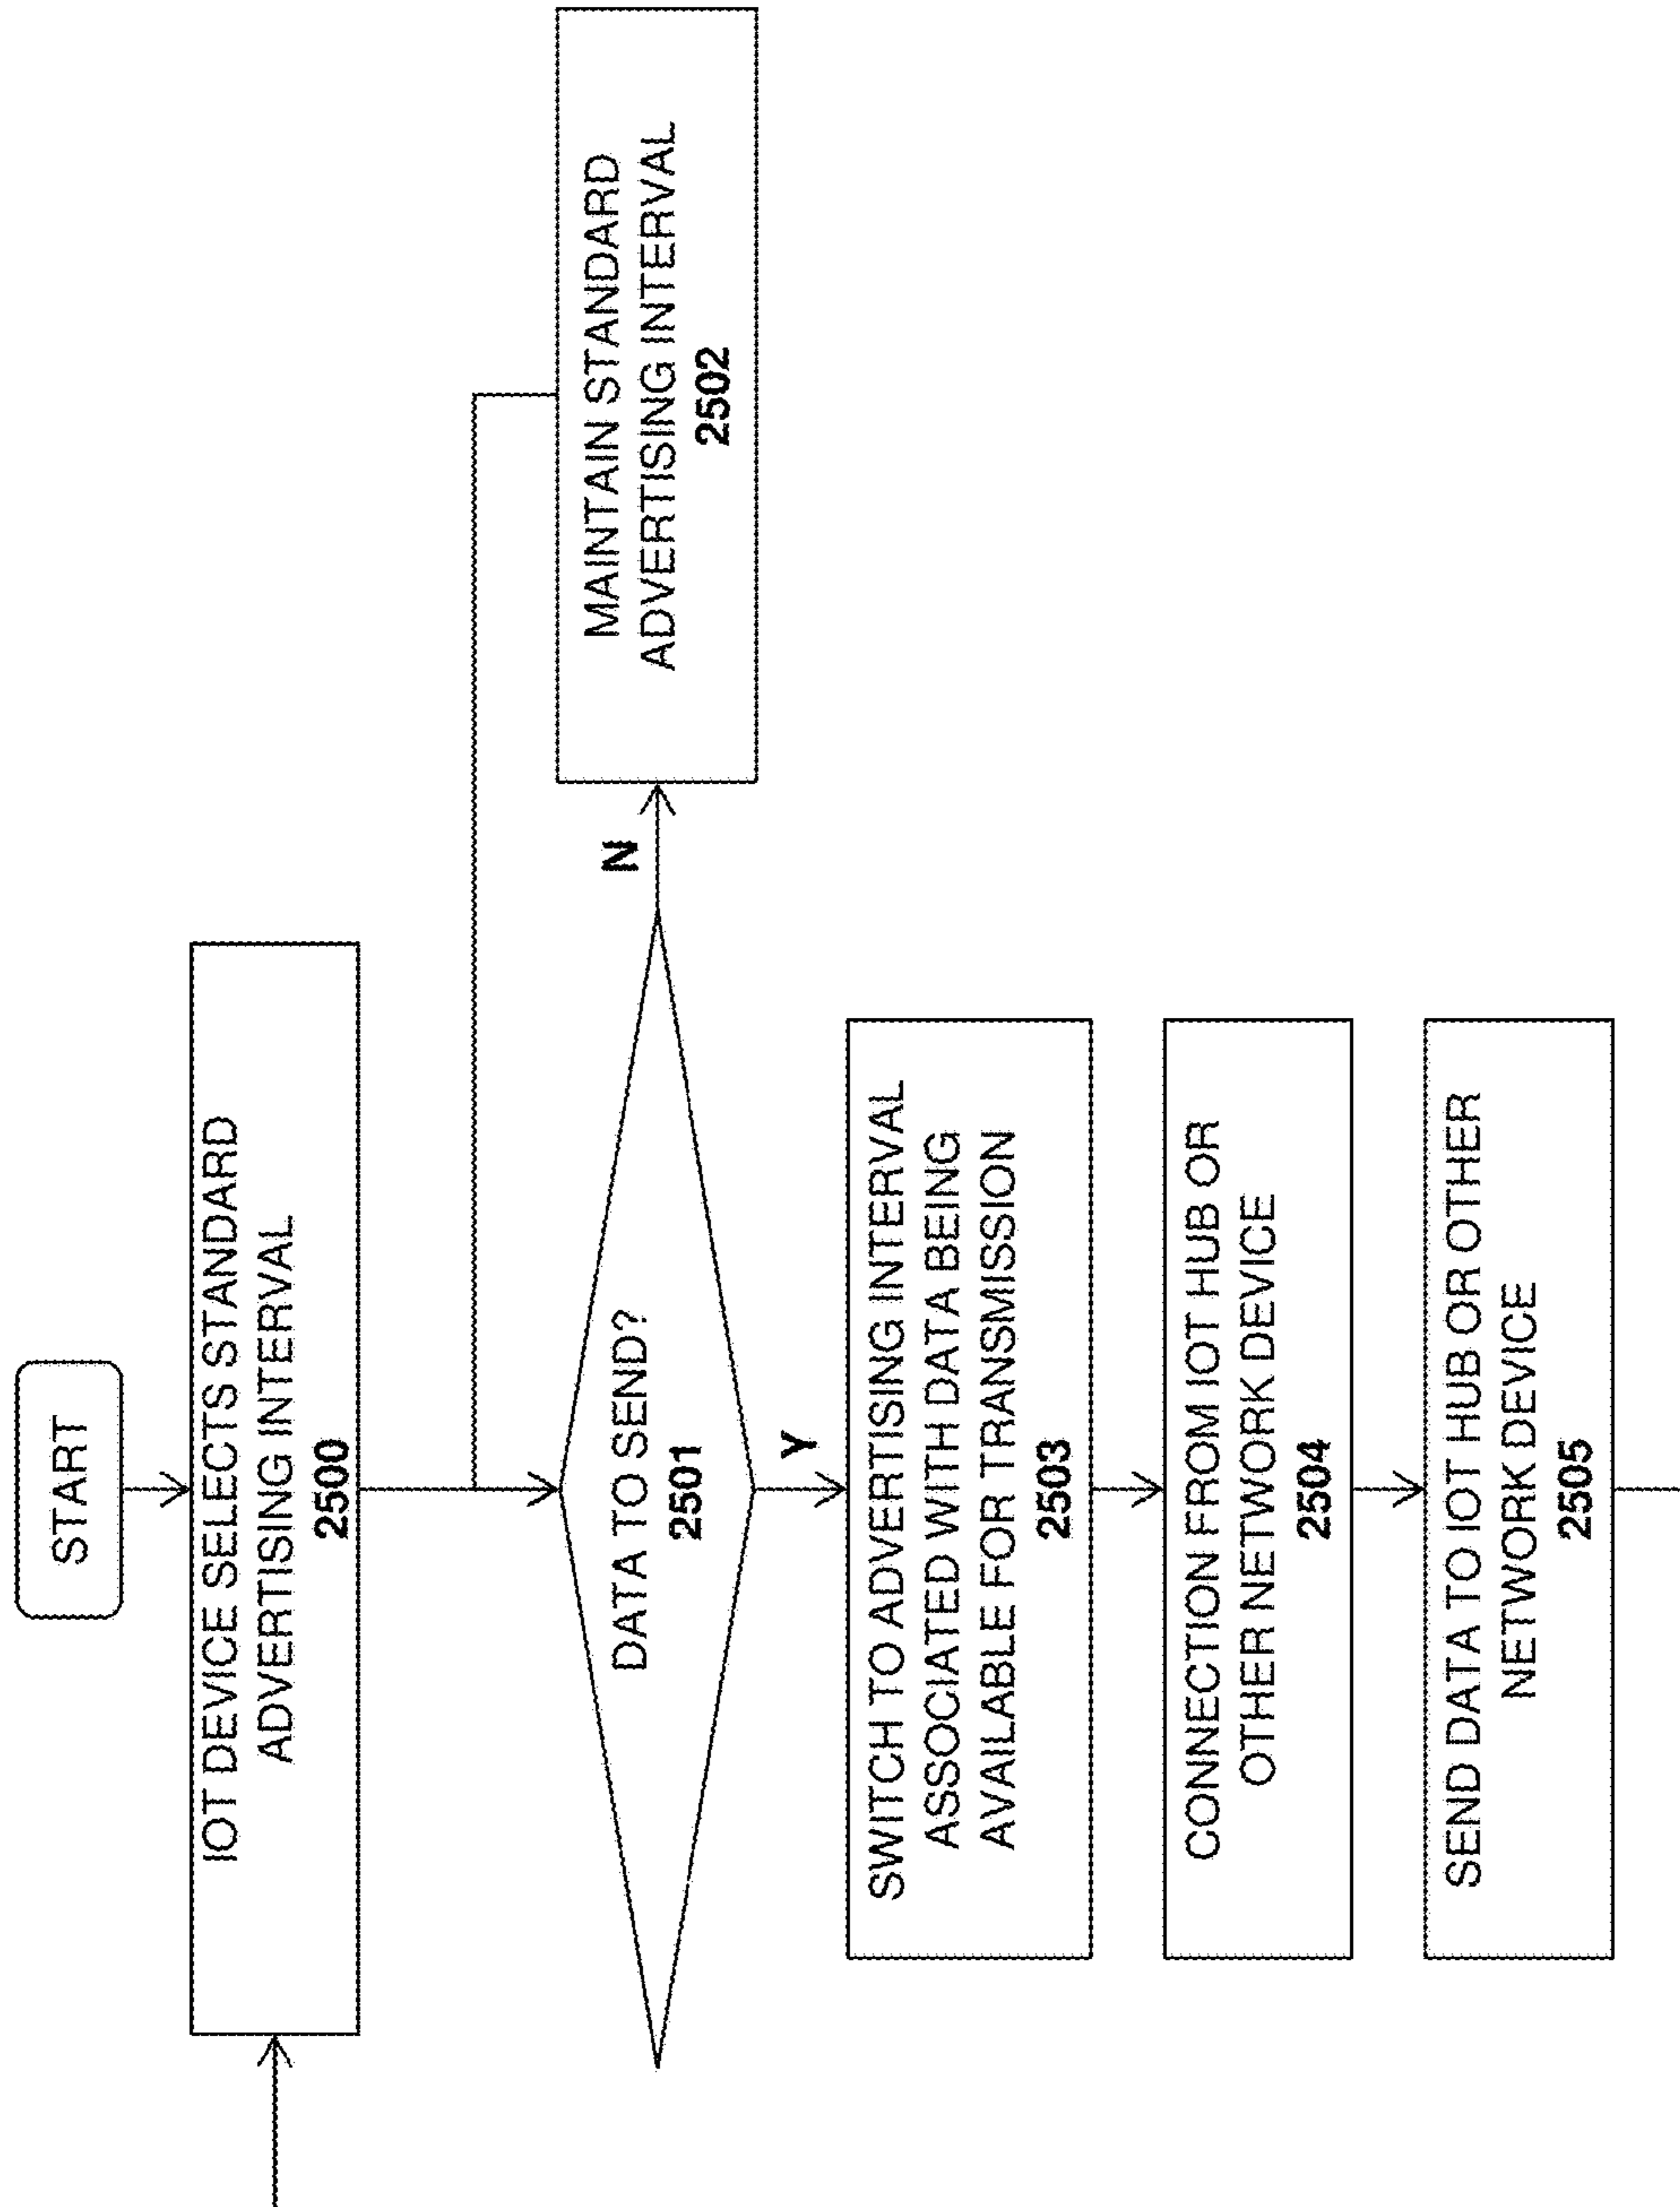 START
IOT DEVICE SELECTS STANDARD
ADVERTISING INTERVAL
2500
DATA TO SEND?
2501
N
MAINTAIN STANDARD
ADVERTISING INTERVAL
2502
Y
SWITCH TO ADVERTISING INTERVAL
ASSOCIATED WITH DATA BEING
AVAILABLE FOR TRANSMISSION
2503
CONNECTION FROM IOT HUB OR
OTHER NETWORK DEVICE
2504
SEND DATA TO IOT HUB OR OTHER
NETWORK DEVICE
2505